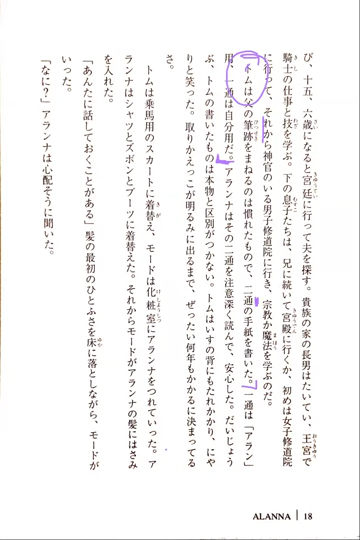 び、十五、六歳になると宮廷に行って夫を探す。貴族の家の長男はたいてい、王宮で
騎士の仕事と技を学ぶ。下の息子たちは、兄に続いて宮殿に行くか、初めは女子修道院
に行って、それから神官のいる男子修道院に行き、宗教か魔法を学ぶのだ。
トムは父の筆跡をまねるのは慣れたもので、二通の手紙を書いた。一通は「アラン」
用、一通は自分用だ。アランナはその二通を注意深く読んで、安心した。だいじょう
ぶ、トムの書いたものは本物と区別がつかない。トムはいすの背にもたれかかり、にや
りと笑った。取りかえっこが明るみに出るまで、ぜったい何年もかかるに決まってる
さ。
トムは乗馬用のスカートに着替え、モードは化粧室にアランナをつれていった。ア
ランナはシャツとズボンとブーツに着替えた。それからモードがアランナの髪にはさみ
を入れた。
「あんたに話しておくことがある」髪の最初のひとふさを床に落としながら、モードが
いった。
「なに？」アランナは心配そうに聞いた。
ALANNA | 18